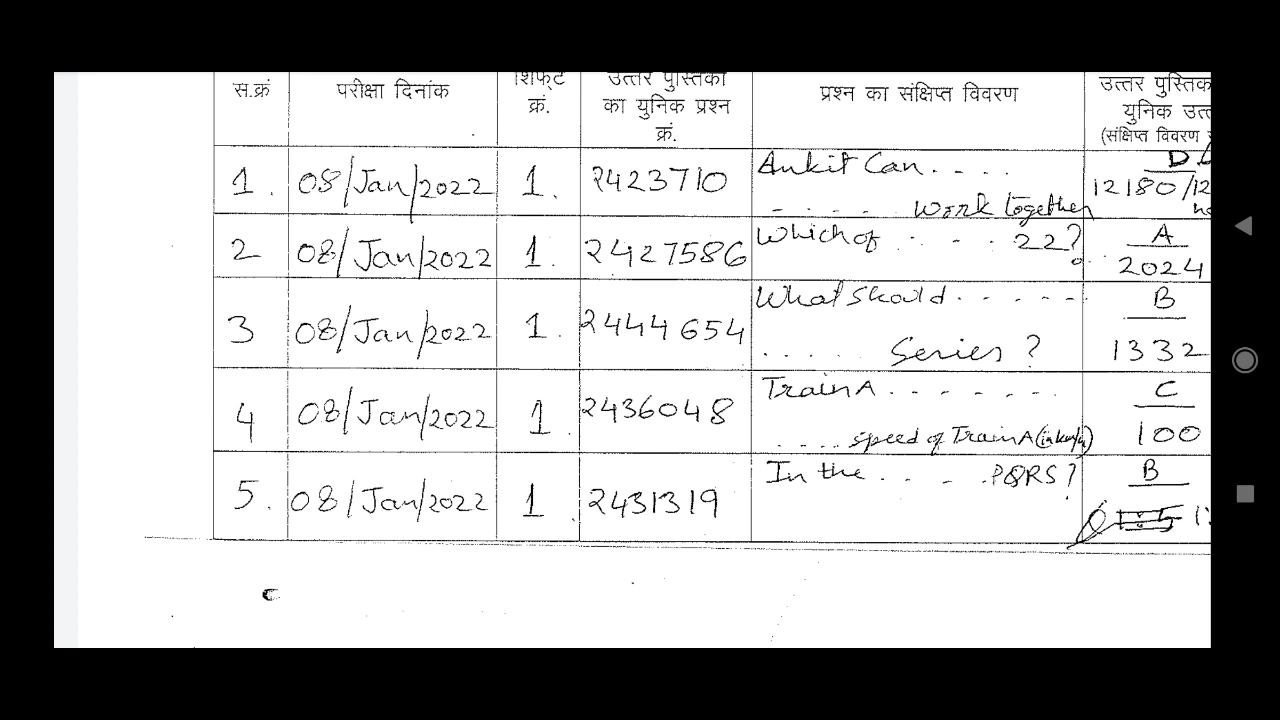 स.क्रं परीक्षा दिनांक शिफ्ट क्रं. उत्तर पुस्तिका का युनिक प्रश्न क्रं. प्रश्न का संक्षिप्त विवरण उत्तर पुस्तिक युनिक उत्त (संक्षिप्त विवरण
1. 08/Jan/2022 1. 2423710 Ankit Can.... D
..... work together 12180/12
2 08/Jan/2022 1. 2427586 Which of .... 22? A
2024
3 08/Jan/2022 1. 2444654 What Should...... B
..... Series ? 1332
4 08/Jan/2022 1. 2436048 Train A....... C
.... speed of Train A (in km/h) 100
5. 08/Jan/2022 1. 2431319 In the.... PQRS? B